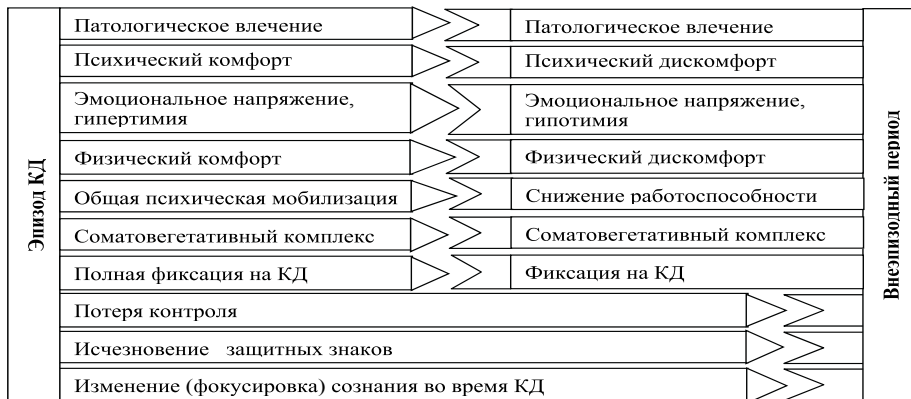 Эпизод КД
Патологическое влечение
Патологическое влечение
Психический комфорт
Психический дискомфорт
Эмоциональное напряжение,
гипертимия
Эмоциональное напряжение,
гипотимия
Физический комфорт
Физический дискомфорт
Общая психическая мобилизация
Снижение работоспособности
Соматовегетативный комплекс
Соматовегетативный комплекс
Полная фиксация на КД
Фиксация на КД
Потеря контроля
Исчезновение защитных знаков
Изменение (фокусировка) сознания во время КД
Внеэпизодный период